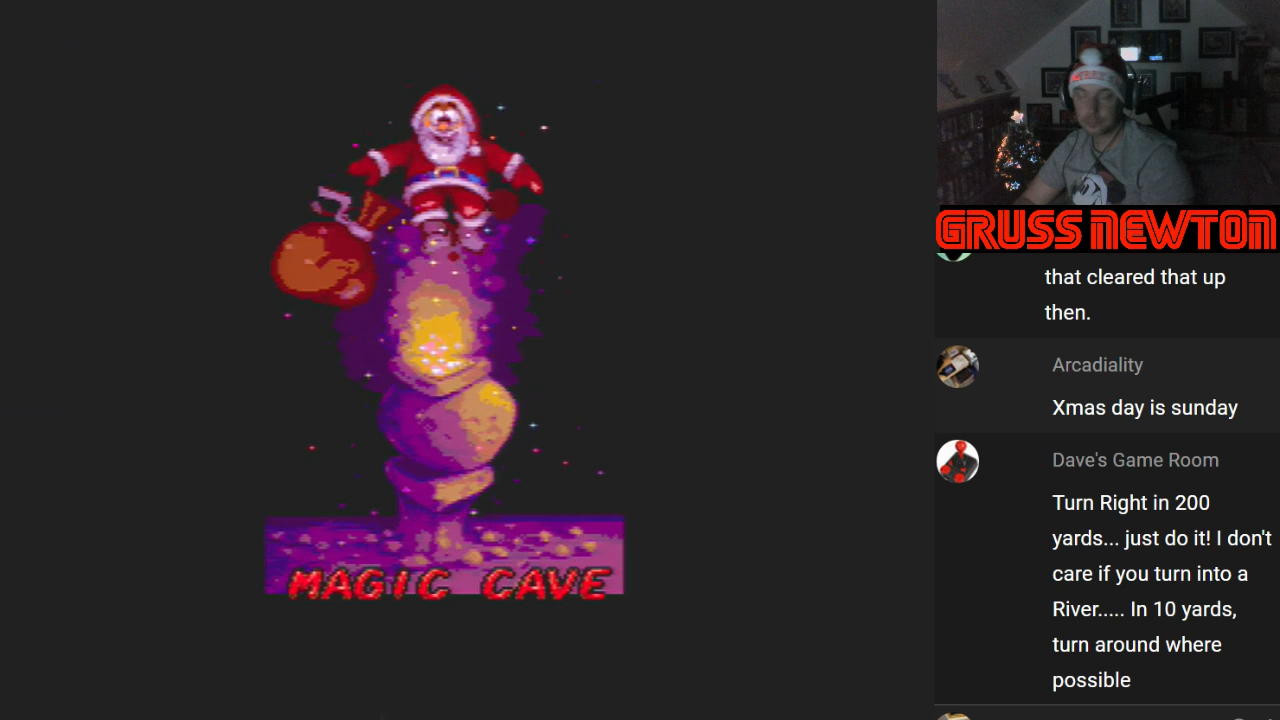 MAGIC CAVE
GRUSS NEWTON
that cleared that up
then.
Arcadiality
Xmas day is sunday
Dave's Game Room
Turn Right in 200
yards... just do it! I don't
care if you turn into a
River..... In 10 yards,
turn around where
possible